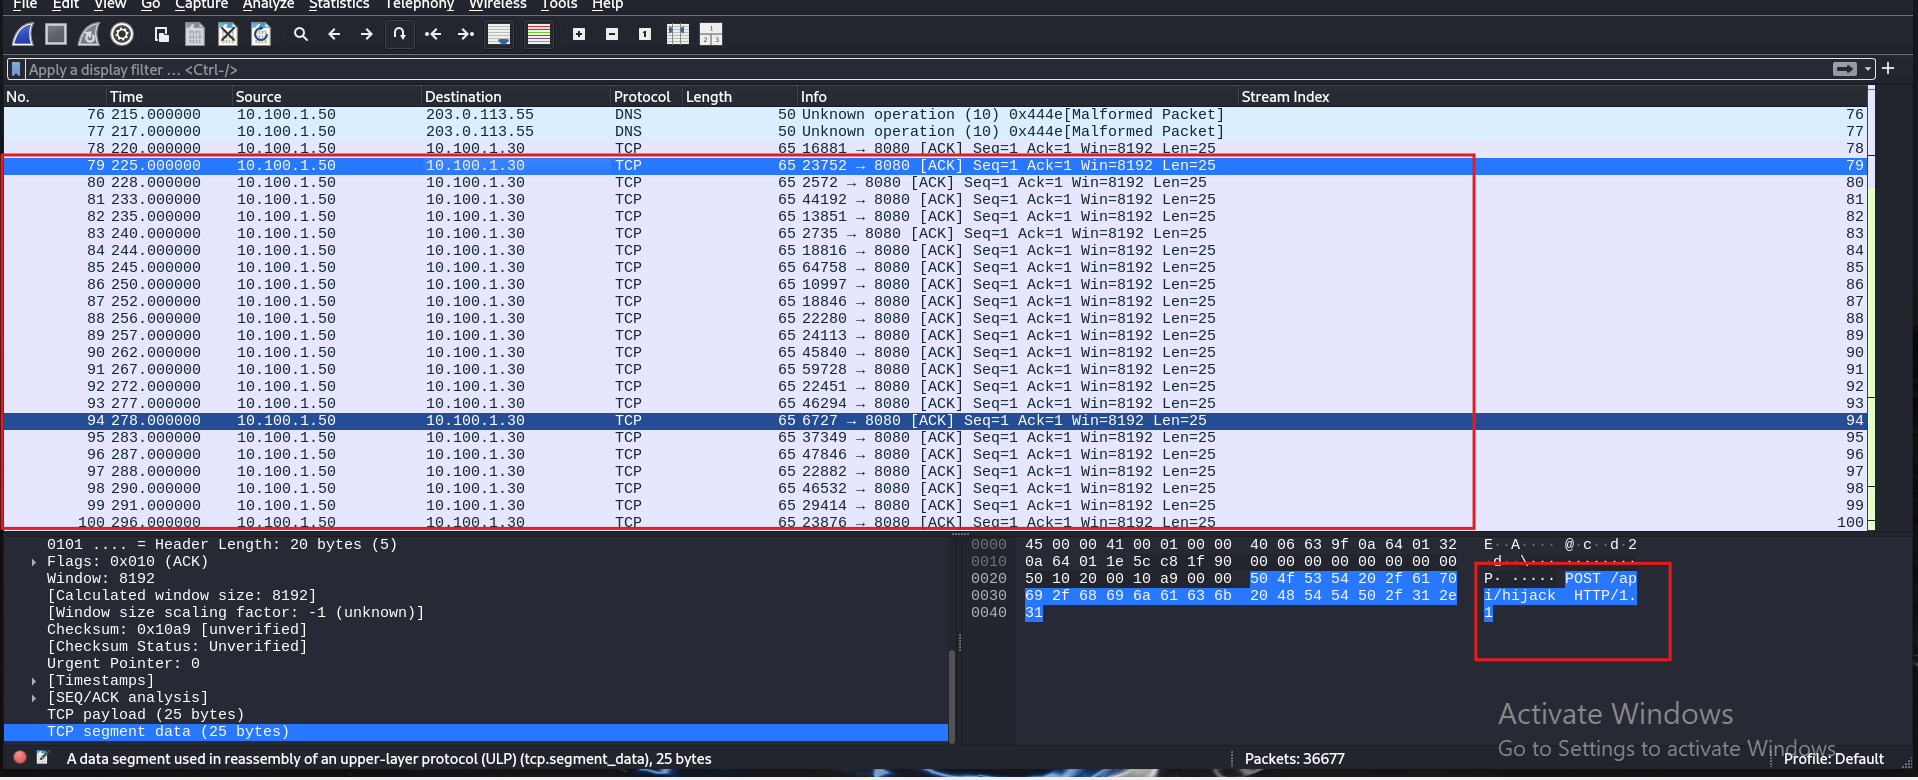 File Edit View Go Capture Analyze Statistics Telephony Wireless Tools Help
Apply a display filter … <Ctrl-/>
No. Time Source Destination Protocol Length Info Stream Index
76 215.000000 10.100.1.50 203.0.113.55 DNS 50 Unknown operation (10) 0x444e[Malformed Packet] 76
77 217.000000 10.100.1.50 203.0.113.55 DNS 50 Unknown operation (10) 0x444e[Malformed Packet] 77
78 220.000000 10.100.1.50 10.100.1.30 TCP 65 16881 → 8080 [ACK] Seq=1 Ack=1 Win=8192 Len=25 78
79 225.000000 10.100.1.50 10.100.1.30 TCP 65 23752 → 8080 [ACK] Seq=1 Ack=1 Win=8192 Len=25 79
80 228.000000 10.100.1.50 10.100.1.30 TCP 65 2572 → 8080 [ACK] Seq=1 Ack=1 Win=8192 Len=25 80
81 233.000000 10.100.1.50 10.100.1.30 TCP 65 44192 → 8080 [ACK] Seq=1 Ack=1 Win=8192 Len=25 81
82 235.000000 10.100.1.50 10.100.1.30 TCP 65 13851 → 8080 [ACK] Seq=1 Ack=1 Win=8192 Len=25 82
83 240.000000 10.100.1.50 10.100.1.30 TCP 65 2735 → 8080 [ACK] Seq=1 Ack=1 Win=8192 Len=25 83
84 244.000000 10.100.1.50 10.100.1.30 TCP 65 18816 → 8080 [ACK] Seq=1 Ack=1 Win=8192 Len=25 84
85 245.000000 10.100.1.50 10.100.1.30 TCP 65 64758 → 8080 [ACK] Seq=1 Ack=1 Win=8192 Len=25 85
86 250.000000 10.100.1.50 10.100.1.30 TCP 65 10997 → 8080 [ACK] Seq=1 Ack=1 Win=8192 Len=25 86
87 252.000000 10.100.1.50 10.100.1.30 TCP 65 18846 → 8080 [ACK] Seq=1 Ack=1 Win=8192 Len=25 87
88 256.000000 10.100.1.50 10.100.1.30 TCP 65 22280 → 8080 [ACK] Seq=1 Ack=1 Win=8192 Len=25 88
89 257.000000 10.100.1.50 10.100.1.30 TCP 65 24113 → 8080 [ACK] Seq=1 Ack=1 Win=8192 Len=25 89
90 262.000000 10.100.1.50 10.100.1.30 TCP 65 45840 → 8080 [ACK] Seq=1 Ack=1 Win=8192 Len=25 90
91 267.000000 10.100.1.50 10.100.1.30 TCP 65 59728 → 8080 [ACK] Seq=1 Ack=1 Win=8192 Len=25 91
92 272.000000 10.100.1.50 10.100.1.30 TCP 65 22451 → 8080 [ACK] Seq=1 Ack=1 Win=8192 Len=25 92
93 277.000000 10.100.1.50 10.100.1.30 TCP 65 46294 → 8080 [ACK] Seq=1 Ack=1 Win=8192 Len=25 93
94 278.000000 10.100.1.50 10.100.1.30 TCP 65 6727 → 8080 [ACK] Seq=1 Ack=1 Win=8192 Len=25 94
95 283.000000 10.100.1.50 10.100.1.30 TCP 65 37349 → 8080 [ACK] Seq=1 Ack=1 Win=8192 Len=25 95
96 287.000000 10.100.1.50 10.100.1.30 TCP 65 47846 → 8080 [ACK] Seq=1 Ack=1 Win=8192 Len=25 96
97 288.000000 10.100.1.50 10.100.1.30 TCP 65 22882 → 8080 [ACK] Seq=1 Ack=1 Win=8192 Len=25 97
98 290.000000 10.100.1.50 10.100.1.30 TCP 65 46532 → 8080 [ACK] Seq=1 Ack=1 Win=8192 Len=25 98
99 291.000000 10.100.1.50 10.100.1.30 TCP 65 29414 → 8080 [ACK] Seq=1 Ack=1 Win=8192 Len=25 99
100 296.000000 10.100.1.50 10.100.1.30 TCP 65 23876 → 8080 [ACK] Seq=1 Ack=1 Win=8192 Len=25 100
0101 .... = Header Length: 20 bytes (5)
Flags: 0x010 (ACK)
Window: 8192
[Calculated window size: 8192]
[Window size scaling factor: -1 (unknown)]
Checksum: 0x10a9 [unverified]
[Checksum Status: Unverified]
Urgent Pointer: 0
[Timestamps]
[SEQ/ACK analysis]
TCP payload (25 bytes)
TCP segment data (25 bytes)
0000 45 00 00 41 00 01 00 00 40 06 63 9f 0a 64 01 32 E··A···· @·c··d·2
0010 0a 64 01 1e 5c c8 1f 90 00 00 00 00 00 00 00 00 ·d··\··· ········
0020 50 10 20 00 10 a9 00 00 50 4f 53 54 20 2f 61 70 P· ····· POST /ap
0030 69 2f 68 69 6a 61 63 6b 20 48 54 54 50 2f 31 2e i/hijack HTTP/1.
0040 31 1
Activate Windows
Go to Settings to activate Windows.
A data segment used in reassembly of an upper-layer protocol (ULP) (tcp.segment_data), 25 bytes
Packets: 36677
Profile: Default